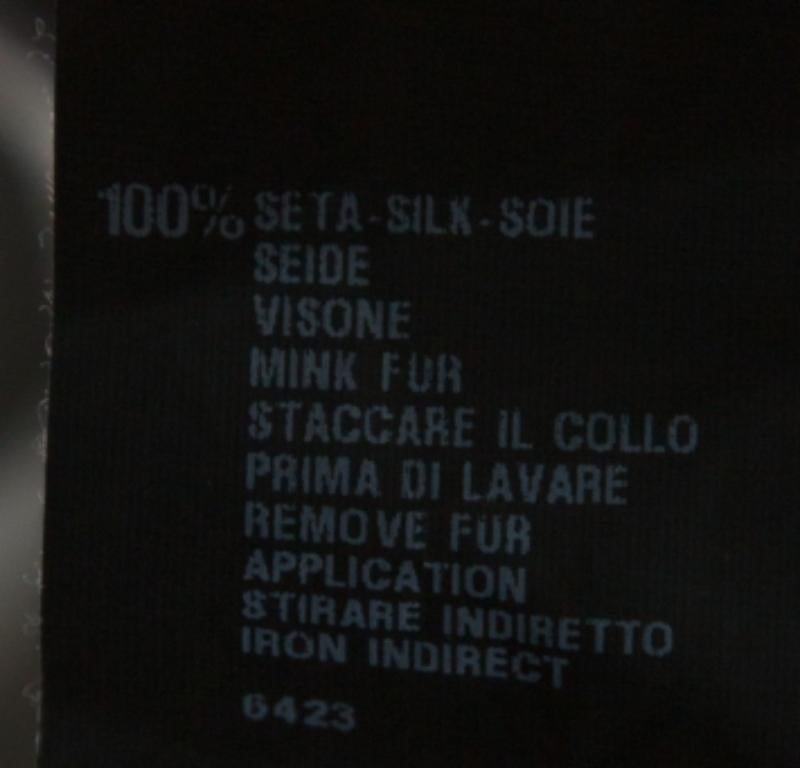 100% SETA-SILK-SOIE
SEIDE
VISONE
MINK FUR
STACCARE IL COLLO
PRIMA DI LAVARE
REMOVE FUR
APPLICATION
STIRARE INDIRETTO
IRON INDIRECT
6423